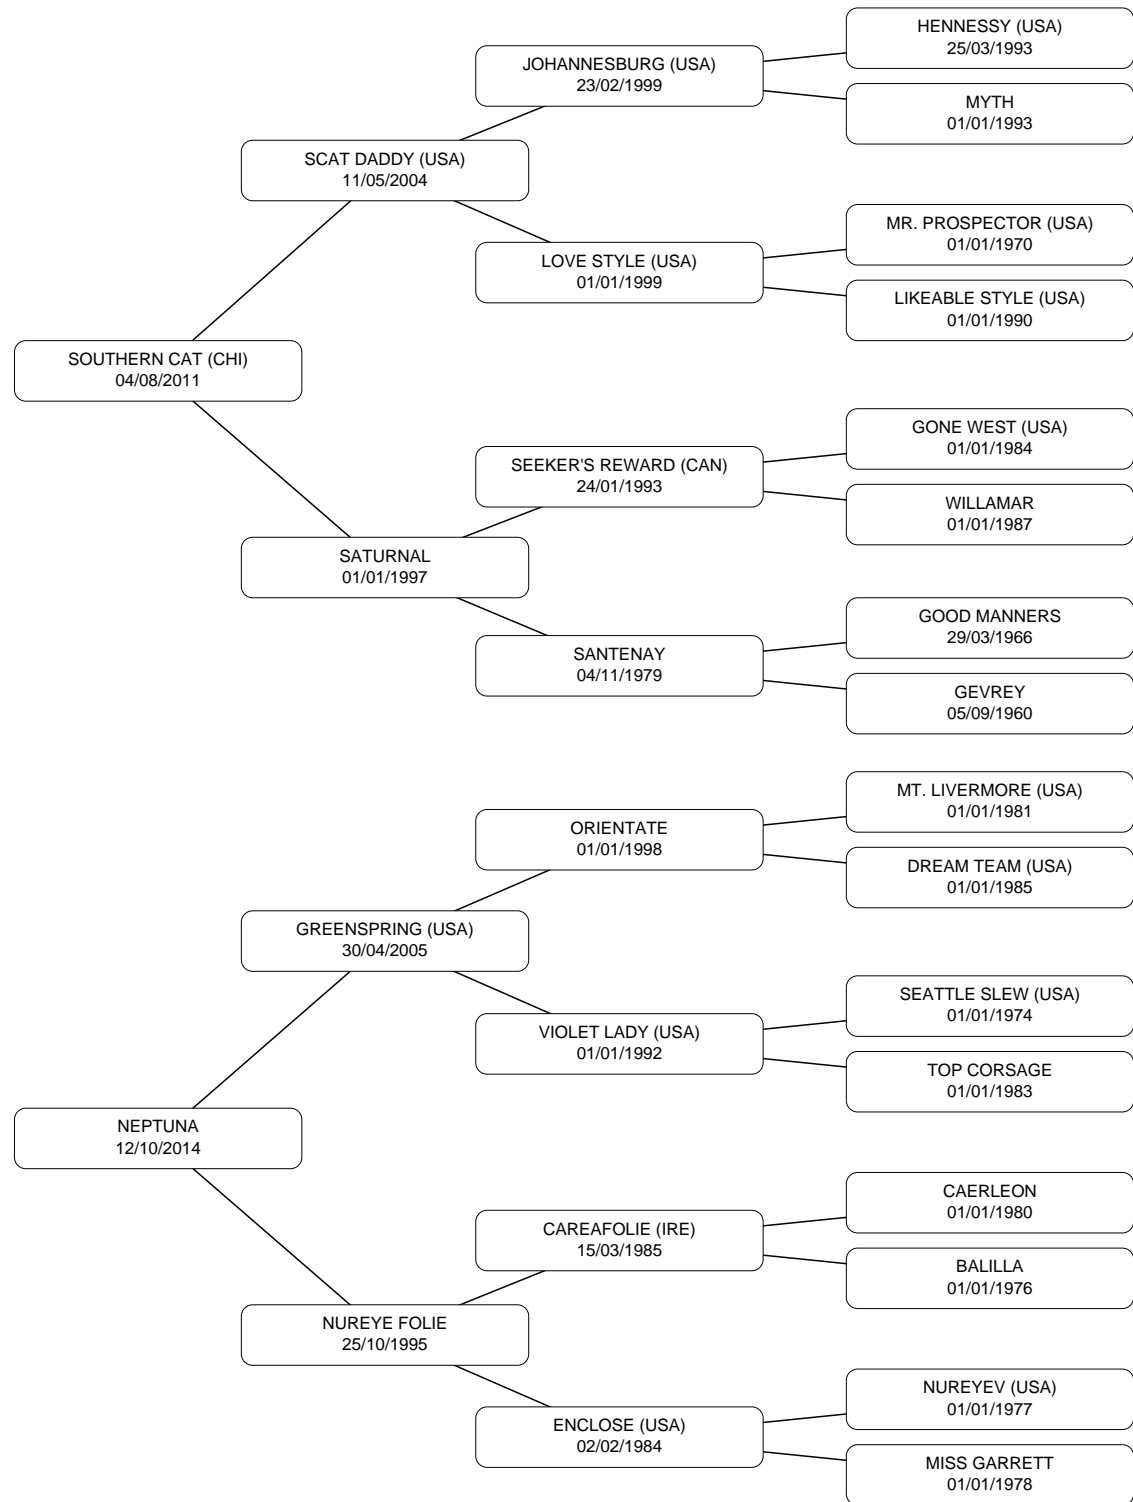 HENNESSY (USA)
25/03/1993
JOHANNESBURG (USA)
23/02/1999
MYTH
01/01/1993
SCAT DADDY (USA)
11/05/2004
MR. PROSPECTOR (USA)
01/01/1970
LOVE STYLE (USA)
01/01/1999
LIKEABLE STYLE (USA)
01/01/1990
SOUTHERN CAT (CHI)
04/08/2011
GONE WEST (USA)
01/01/1984
SEEKER'S REWARD (CAN)
24/01/1993
WILLAMAR
01/01/1987
SATURNAL
01/01/1997
GOOD MANNERS
29/03/1966
SANTENAY
04/11/1979
GEVREY
05/09/1960
MT. LIVERMORE (USA)
01/01/1981
ORIENTATE
01/01/1998
DREAM TEAM (USA)
01/01/1985
GREENSPRING (USA)
30/04/2005
SEATTLE SLEW (USA)
01/01/1974
VIOLET LADY (USA)
01/01/1992
TOP CORSAGE
01/01/1983
NEPTUNA
12/10/2014
CAERLEON
01/01/1980
CAREAFOLIE (IRE)
15/03/1985
BALILLA
01/01/1976
NUREYE FOLIE
25/10/1995
NUREYEV (USA)
01/01/1977
ENCLOSE (USA)
02/02/1984
MISS GARRETT
01/01/1978